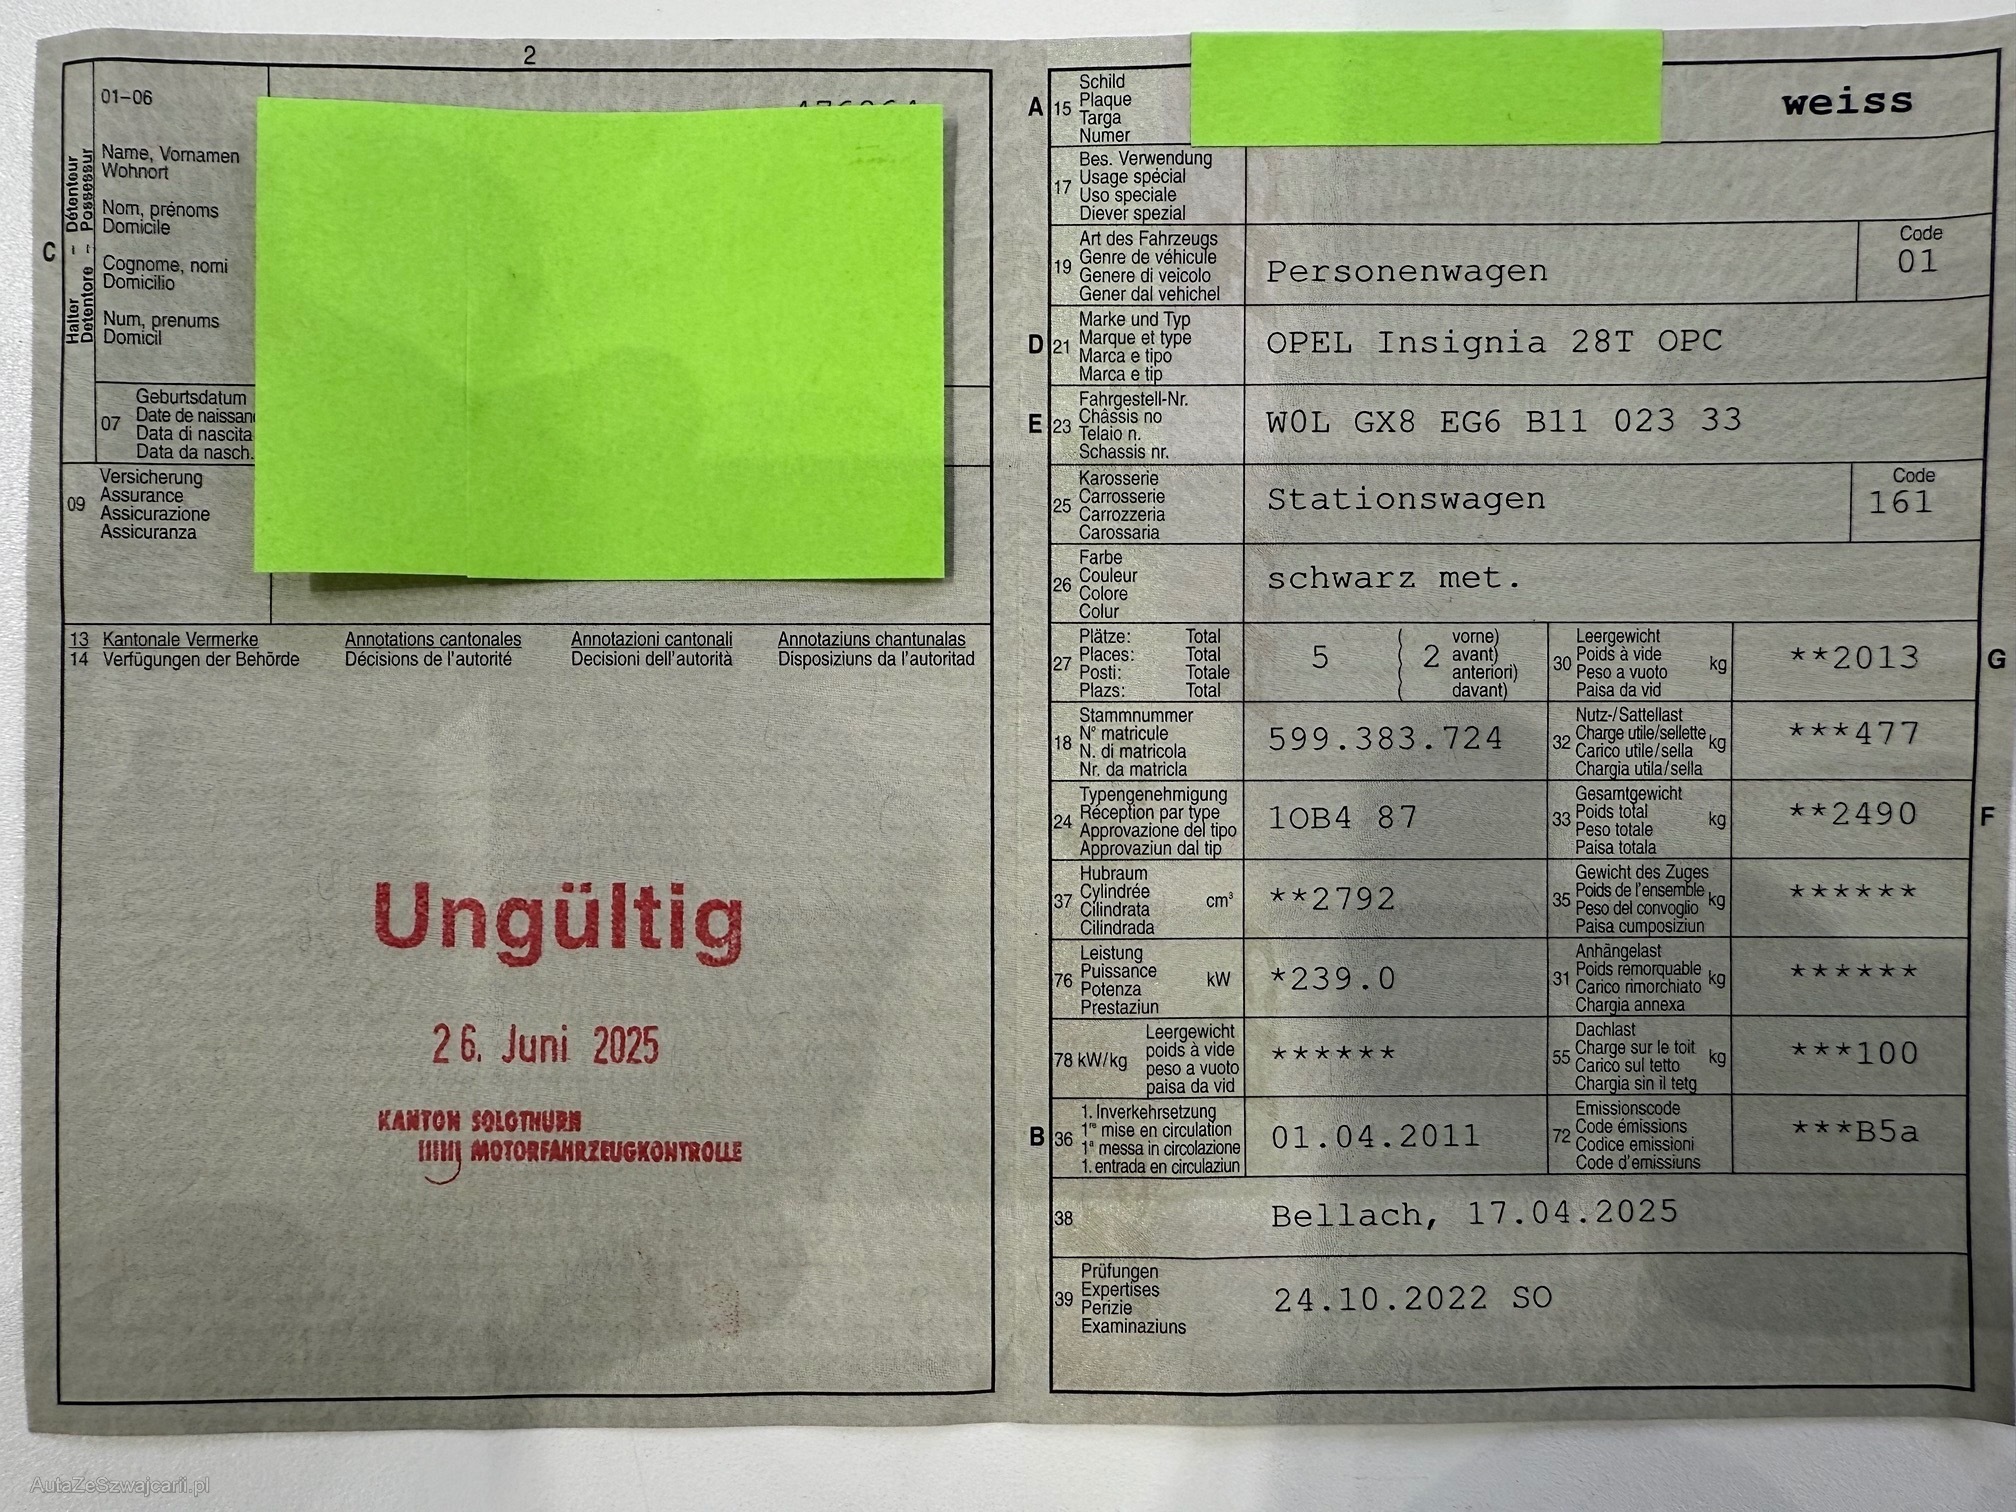 2
01-06
C
Halter – Détenteur
Detentore – Possessur
Name, Vornamen
Wohnort
Nom, prénoms
Domicile
Cognome, nomi
Domicilio
Num, prenums
Domicil
07
Geburtsdatum
Date de naissan
Data di nascita
Data da nasch.
09
Versicherung
Assurance
Assicurazione
Assicuranza
13 Kantonale Vermerke Annotations cantonales Annotazioni cantonali Annotaziuns chantunalas
14 Verfügungen der Behörde Décisions de l'autorité Decisioni dell'autorità Disposiziuns da l'autoritad
Ungültig
26. Juni 2025
KANTON SOLOTHURN
MOTORFAHRZEUGKONTROLLE
A 15
Schild
Plaque
Targa
Numer
weiss
17
Bes. Verwendung
Usage spécial
Uso speciale
Diever spezial
19
Art des Fahrzeugs
Genre de véhicule
Genere di veicolo
Gener dal vehichel
Personenwagen
Code
01
D 21
Marke und Typ
Marque et type
Marca e tipo
Marca e tip
OPEL Insignia 28T OPC
E 23
Fahrgestell-Nr.
Châssis no
Telaio n.
Schassis nr.
W0L GX8 EG6 B11 023 33
25
Karosserie
Carrosserie
Carrozzeria
Carossaria
Stationswagen
Code
161
26
Farbe
Couleur
Colore
Colur
schwarz met.
27
Plätze: Total
Places: Total
Posti: Totale
Plazs: Total
5
( 2 vorne)
( avant)
( anteriori)
( davant)
30
Leergewicht
Poids à vide
Peso a vuoto
Paisa da vid
kg
**2013
G
18
Stammnummer
N° matricule
N. di matricola
Nr. da matricla
599.383.724
32
Nutz-/Sattellast
Charge utile/sellette
Carico utile/sella
Chargia utila/sella
kg
***477
24
Typengenehmigung
Réception par type
Approvazione del tipo
Approvaziun dal tip
1OB4 87
33
Gesamtgewicht
Poids total
Peso totale
Paisa totala
kg
**2490
F
37
Hubraum
Cylindrée
Cilindrata
Cilindrada
cm³
**2792
35
Gewicht des Zuges
Poids de l'ensemble
Peso del convoglio
Paisa cumposiziun
kg
******
76
Leistung
Puissance
Potenza
Prestaziun
kW
*239.0
31
Anhängelast
Poids remorquable
Carico rimorchiato
Chargia annexa
kg
******
78 kW/kg
Leergewicht
poids à vide
peso a vuoto
paisa da vid
******
55
Dachlast
Charge sur le toit
Carico sul tetto
Chargia sin il tetg
kg
***100
B 36
1. Inverkehrsetzung
1re mise en circulation
1a messa in circolazione
1. entrada en circulaziun
01.04.2011
72
Emissionscode
Code émissions
Codice emissioni
Code d'emissiuns
***B5a
38
Bellach, 17.04.2025
39
Prüfungen
Expertises
Perizie
Examinaziuns
24.10.2022 SO
AutaZeSzwajcarii.pl